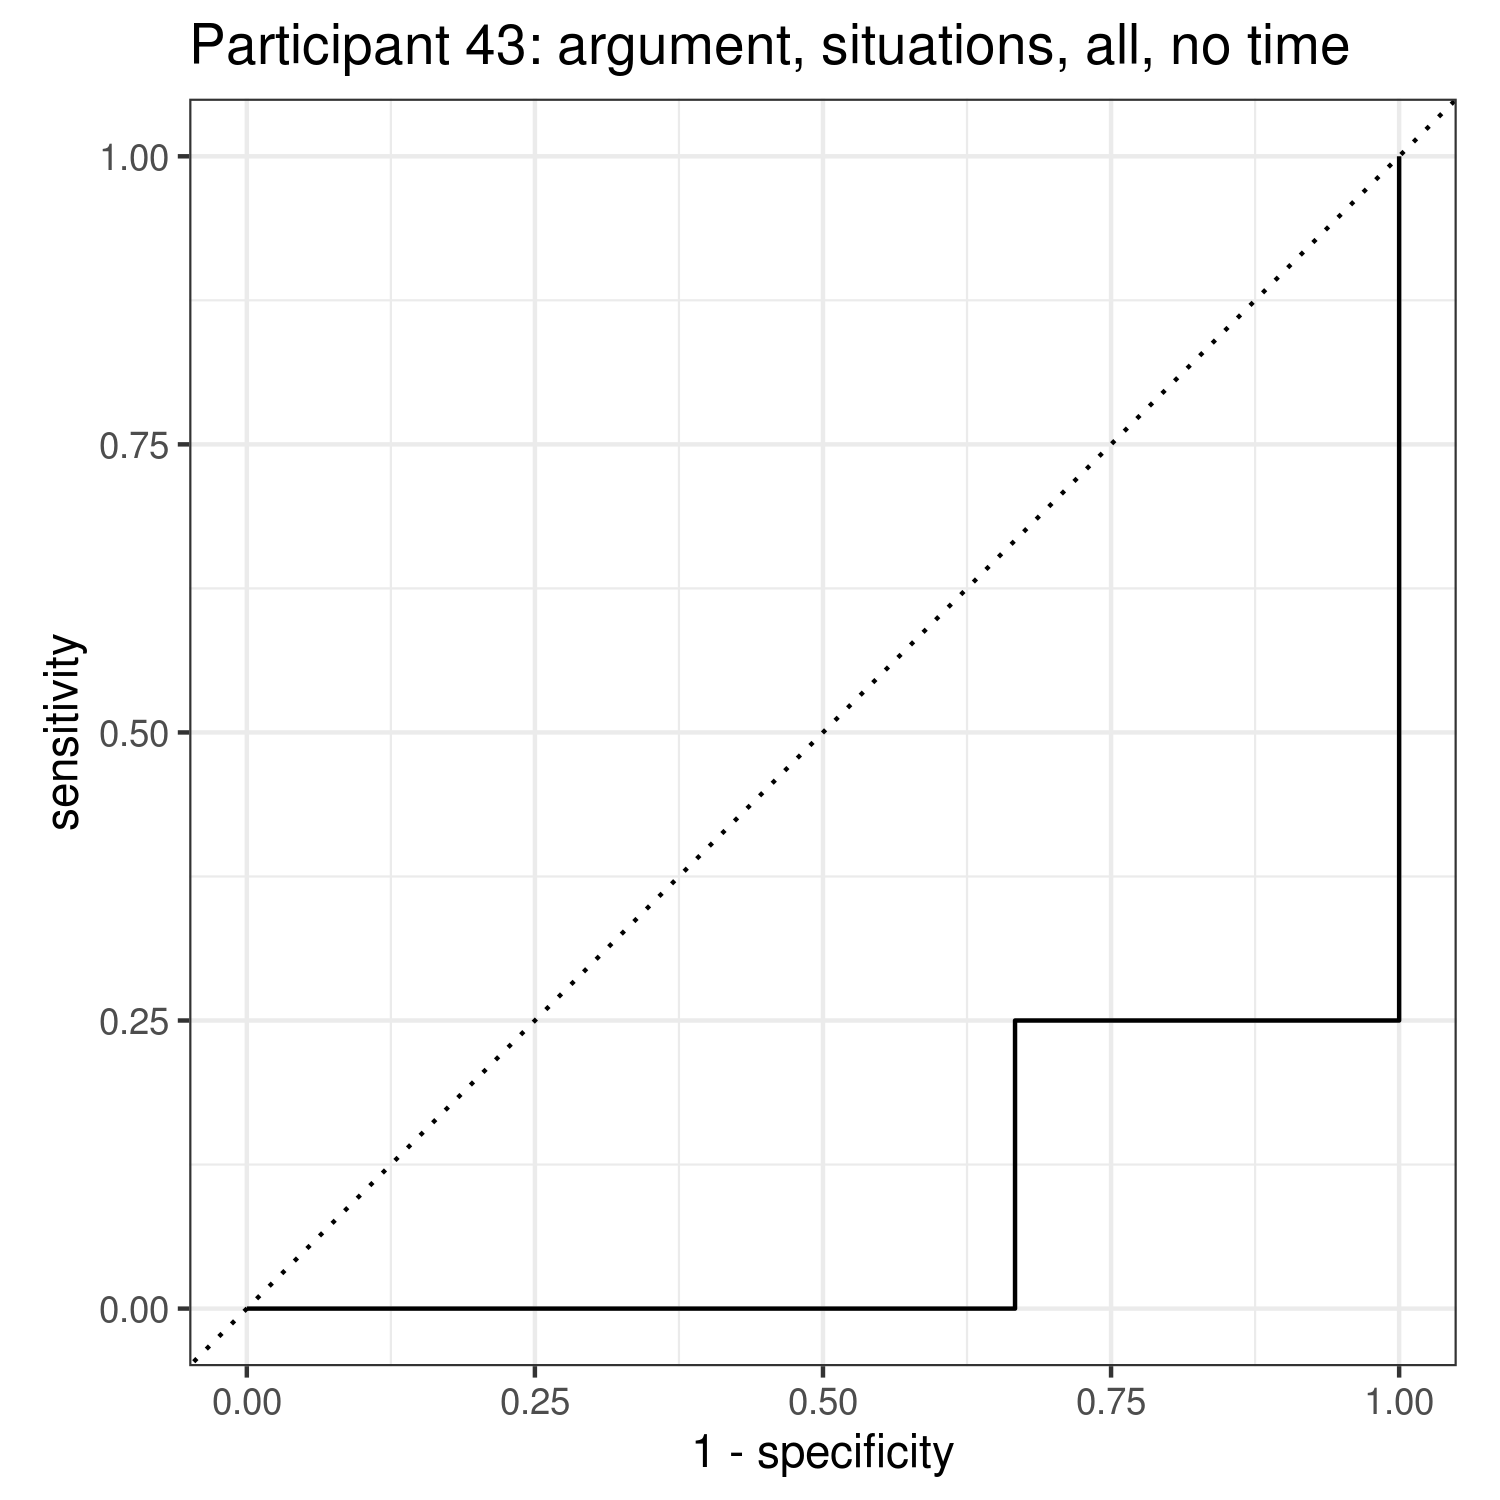 Participant 43: argument, situations, all, no time
1.00
0.75
0.50
0.25
0.00
sensitivity
0.00 0.25 0.50 0.75 1.00
1 - specificity